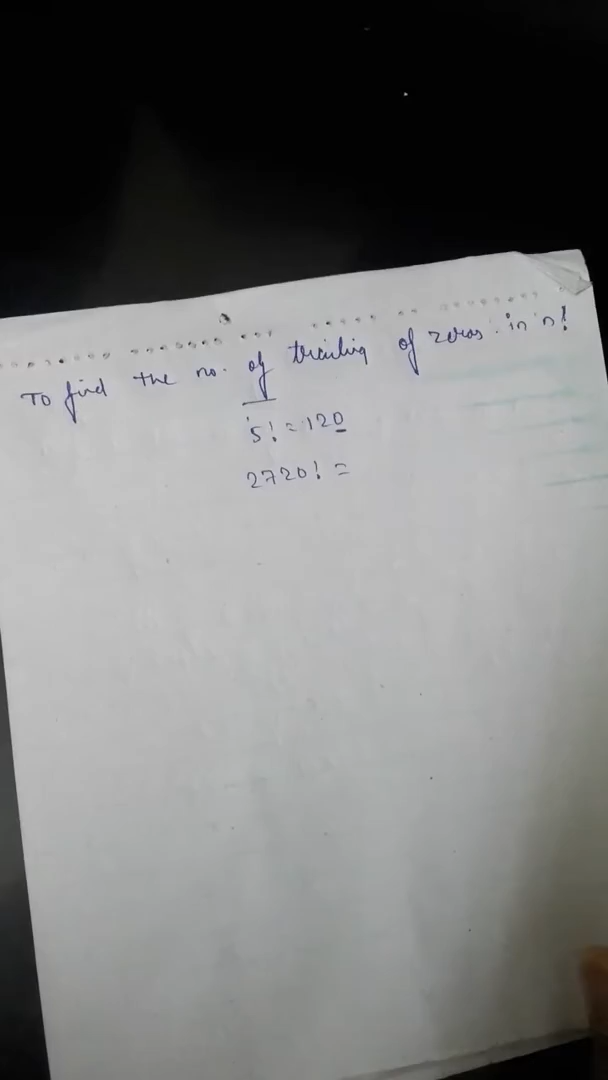 To find the no. of trailing of zeros in n!
5! = 120
2720! =